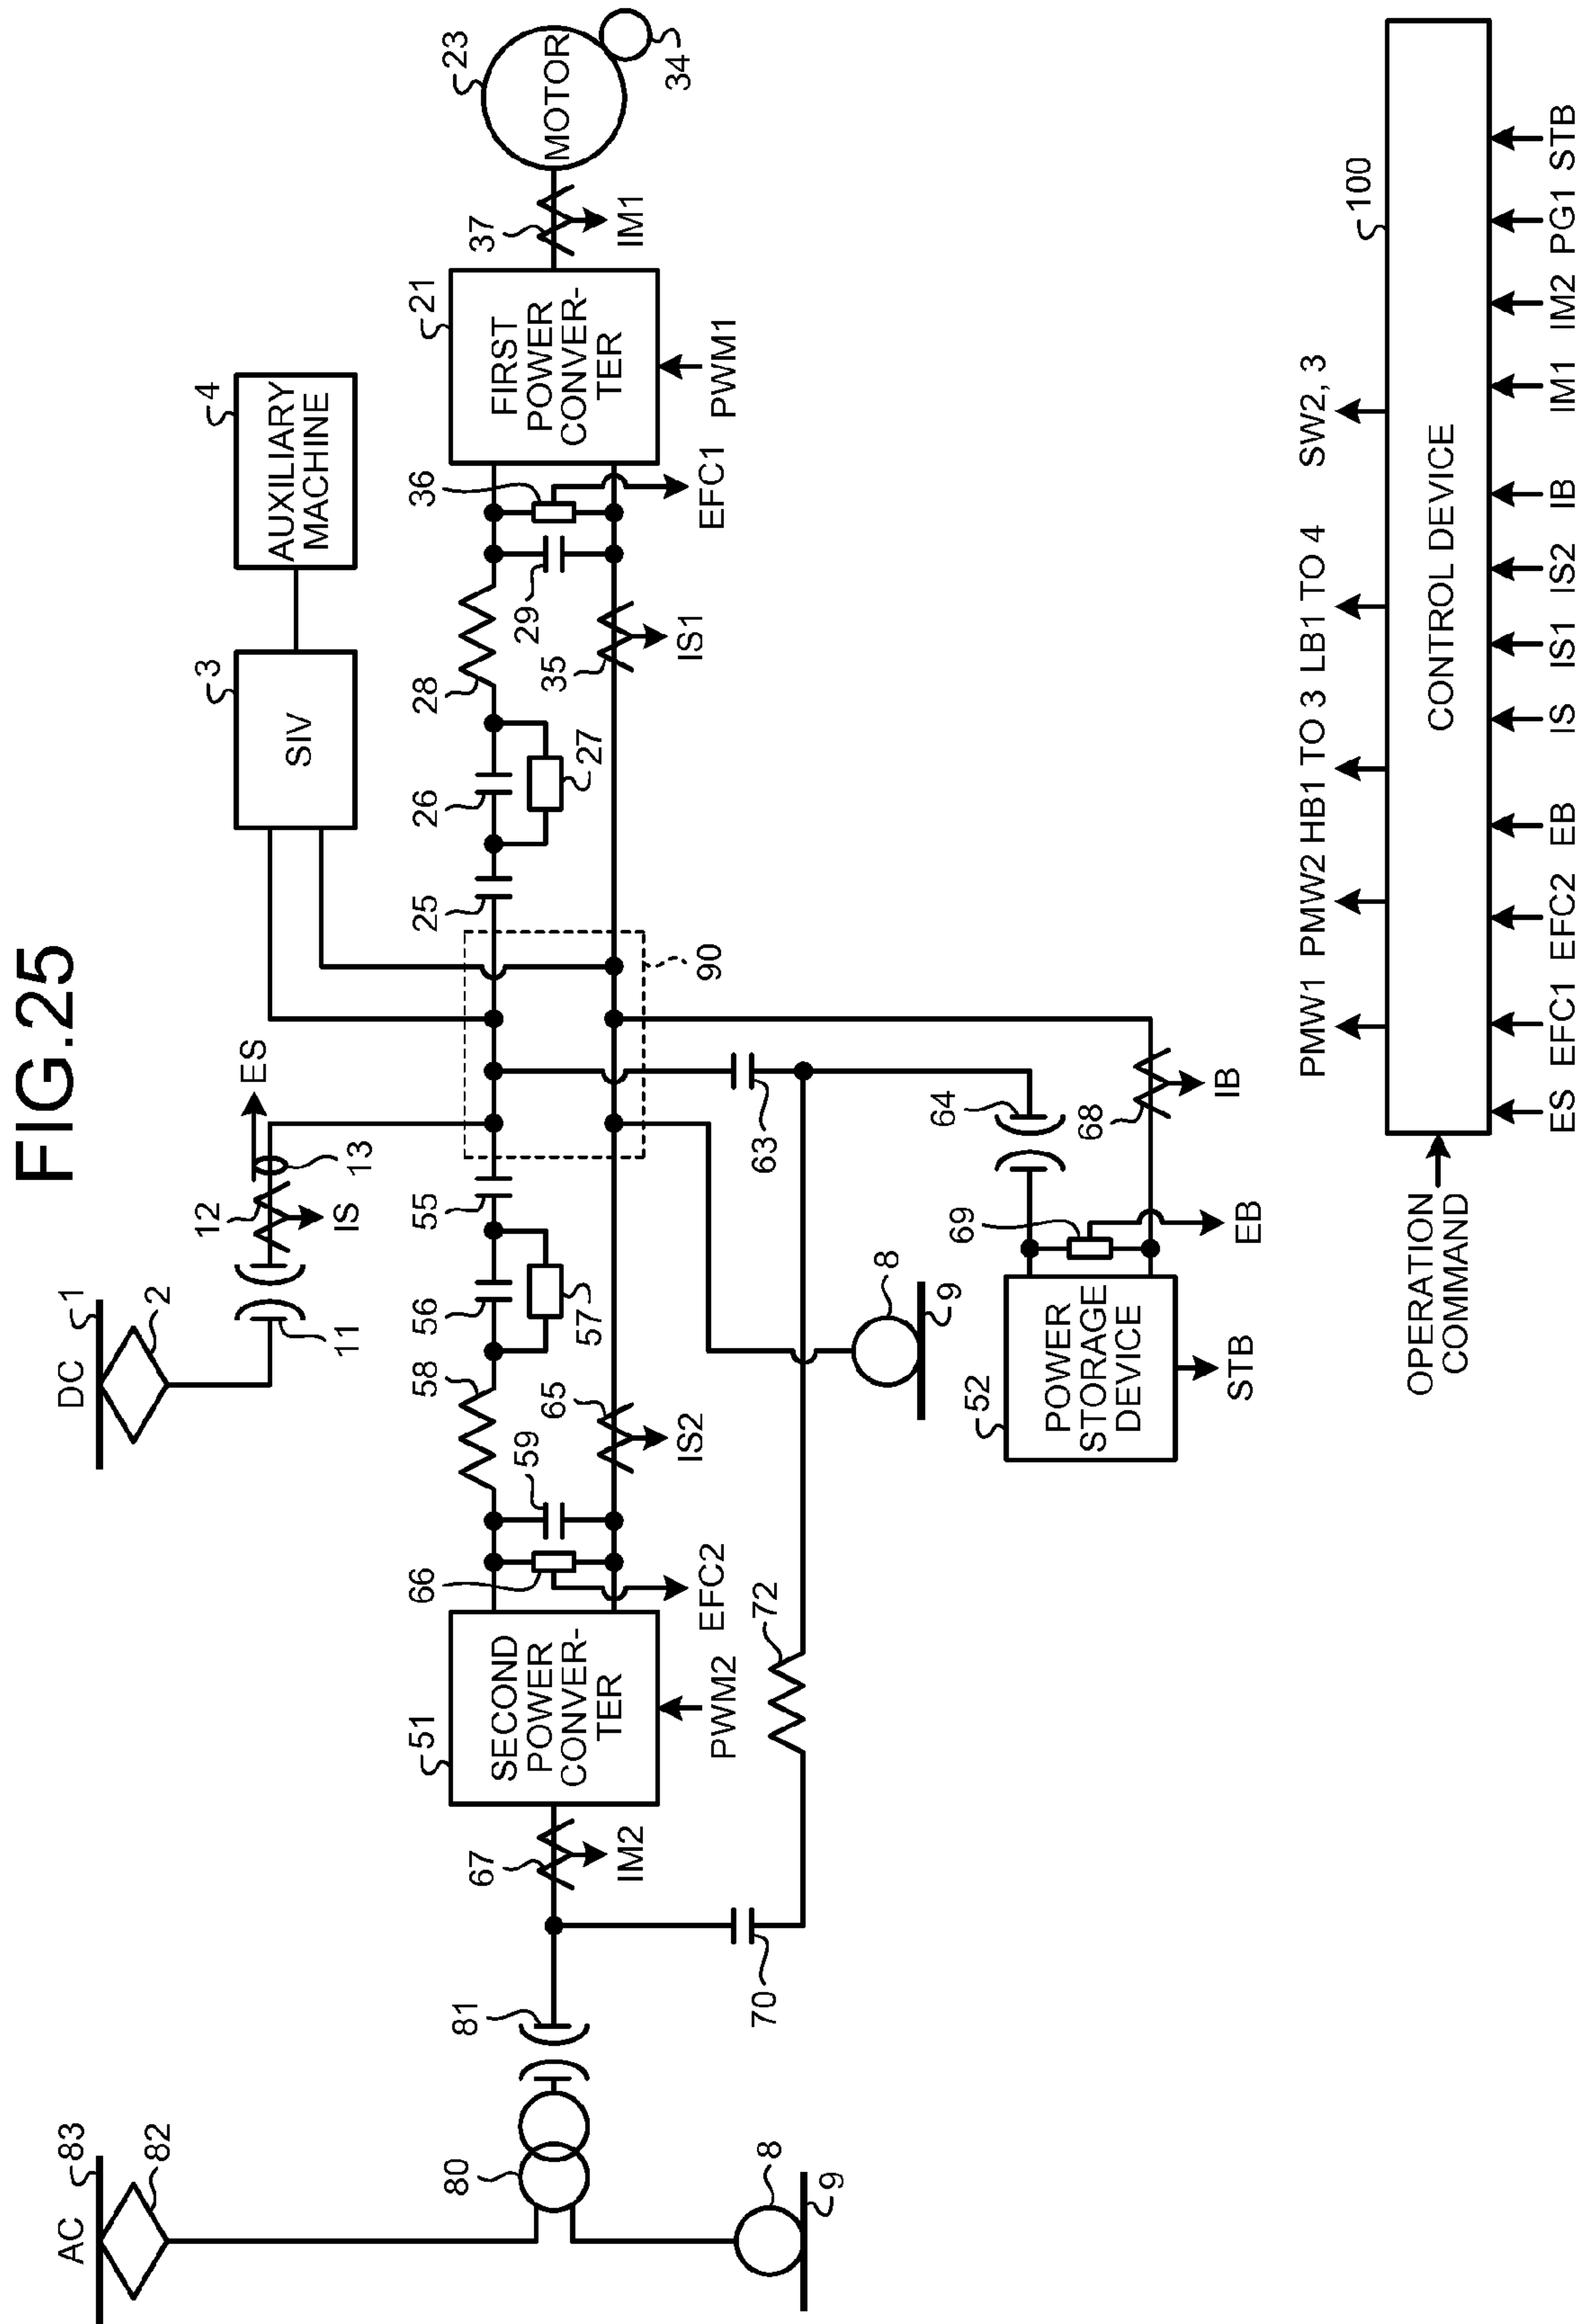 FIG.25
DC
1
2
11
12
IS
13
ES
SIV
3
AUXILIARY
MACHINE
4
AC
83
82
80
8
9
81
67
IM2
SECOND
POWER
CONVER-
TER
51
PWM2
66
EFC2
59
58
65
IS2
56
57
55
90
25
26
27
28
29
35
IS1
36
EFC1
FIRST
POWER
CONVER-
TER
21
PWM1
37
IM1
MOTOR
23
34
70
72
63
8
9
64
68
IB
69
EB
POWER
STORAGE
DEVICE
52
STB
OPERATION
COMMAND
PMW1 PMW2 HB1 TO 3 LB1 TO 4 SW2, 3
CONTROL DEVICE
100
ES EFC1 EFC2 EB IS IS1 IS2 IB IM1 IM2 PG1 STB